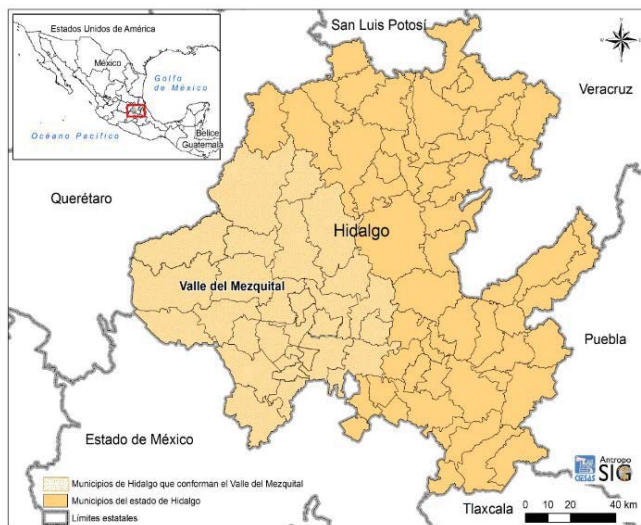 Estados Unidos de América
México
Golfo
de México
Océano Pacífico
Belice
Guatemala
San Luis Potosí
Veracruz
Querétaro
Hidalgo
Valle del Mezquital
Puebla
Estado de México
Tlaxcala
Municipios de Hidalgo que conforman el Valle del Mezquital
Municipios del estado de Hidalgo
Límites estatales
CIESAS
Antropo
SIG
0 10 20 40 km